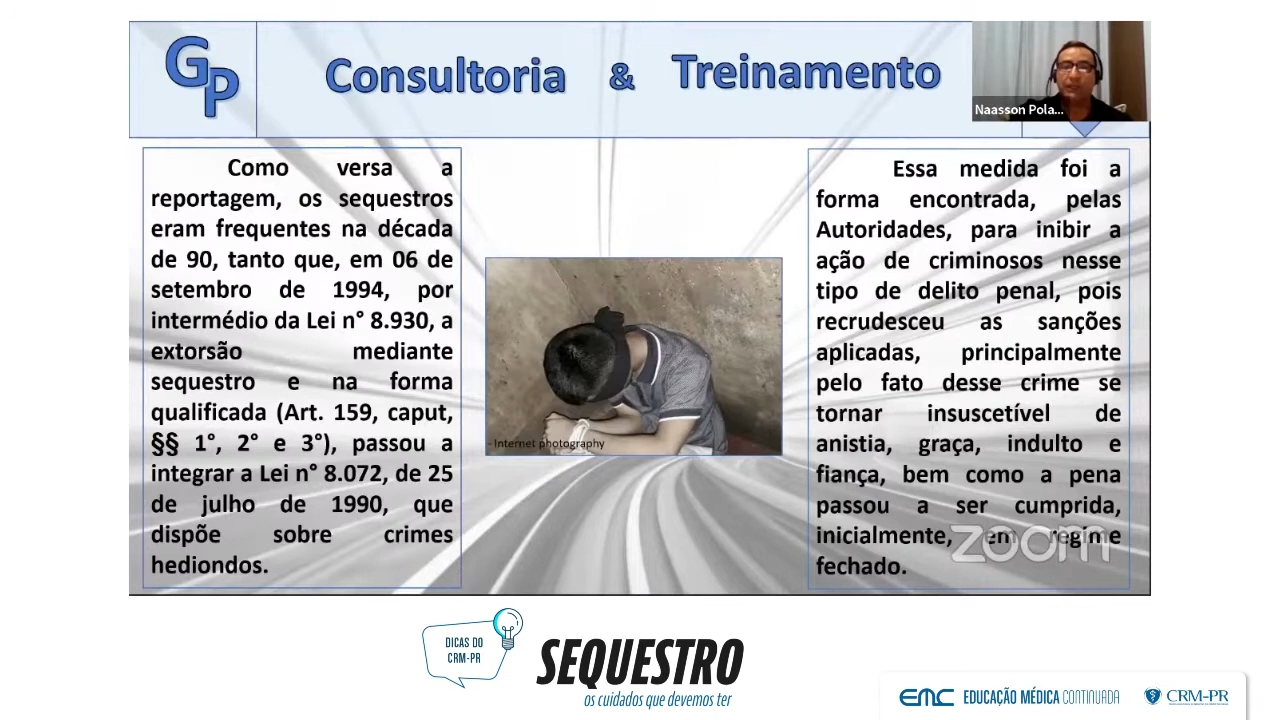 GP
Consultoria & Treinamento
Naasson Pola...
Como versa a
reportagem, os sequestros
eram frequentes na década
de 90, tanto que, em 06 de
setembro de 1994, por
intermédio da Lei n° 8.930, a
extorsão mediante
sequestro e na forma
qualificada (Art. 159, caput,
§§ 1°, 2° e 3°), passou a
integrar a Lei n° 8.072, de 25
de julho de 1990, que
dispõe sobre crimes
hediondos.
- Internet photography
Essa medida foi a
forma encontrada, pelas
Autoridades, para inibir a
ação de criminosos nesse
tipo de delito penal, pois
recrudesceu as sanções
aplicadas, principalmente
pelo fato desse crime se
tornar insuscetível de
anistia, graça, indulto e
fiança, bem como a pena
passou a ser cumprida,
inicialmente, em regime
fechado.
zoom
DICAS DO
CRM-PR
SEQUESTRO
os cuidados que devemos ter
EMC EDUCAÇÃO MÉDICA CONTINUADA
CRM-PR